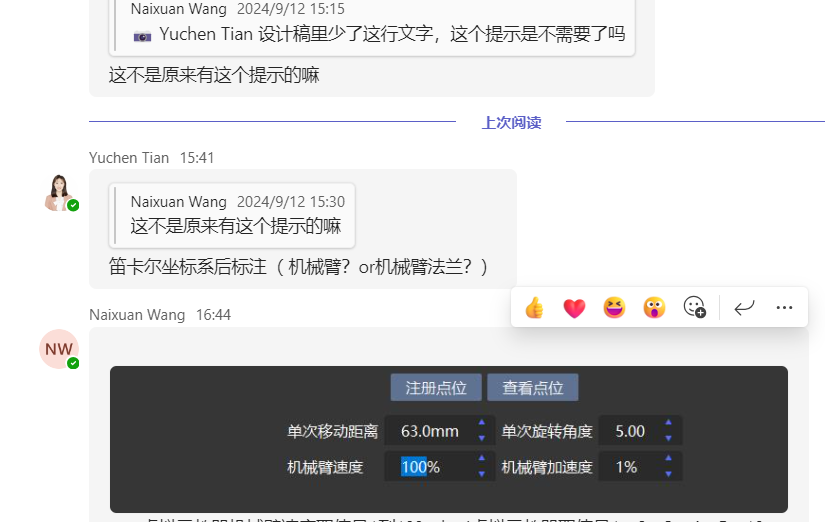 Naixuan Wang 2024/9/12 15:15
Yuchen Tian 设计稿里少了这行文字，这个提示是不需要了吗
这不是原来有这个提示的嘛
上次阅读
Yuchen Tian 15:41
Naixuan Wang 2024/9/12 15:30
这不是原来有这个提示的嘛
笛卡尔坐标系后标注（ 机械臂？or机械臂法兰？）
Naixuan Wang 16:44
NW
注册点位 查看点位
单次移动距离 63.0mm 单次旋转角度 5.00
机械臂速度 100% 机械臂加速度 1%